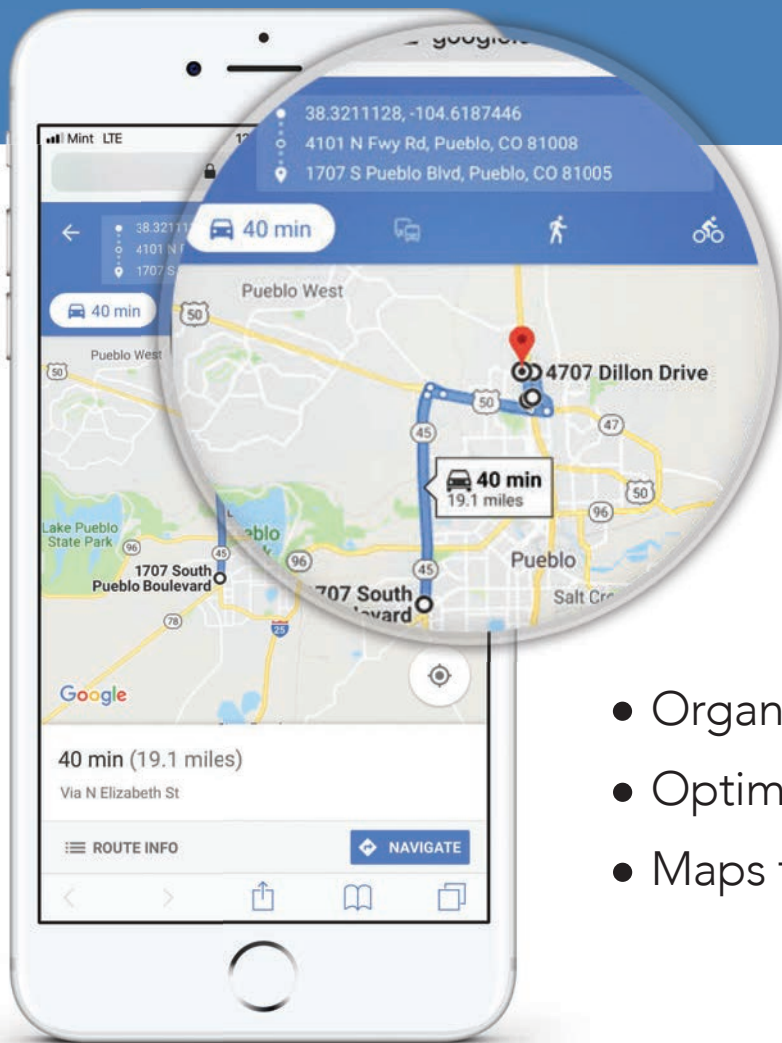 Mint LTE
38.3211128, -104.6187446
4101 N Fwy Rd, Pueblo, CO 81008
1707 S Pueblo Blvd, Pueblo, CO 81005
40 min
Pueblo West
50
4707 Dillon Drive
50
45
47
40 min
19.1 miles
50
96
96
Pueblo
45
707 South
Salt
40 min
Pueblo West
50
Lake Pueblo
State Park
96
45
1707 South
Pueblo Boulevard
78
25
Google
40 min (19.1 miles)
Via N Elizabeth St
ROUTE INFO
NAVIGATE
• Organ
• Optim
• Maps